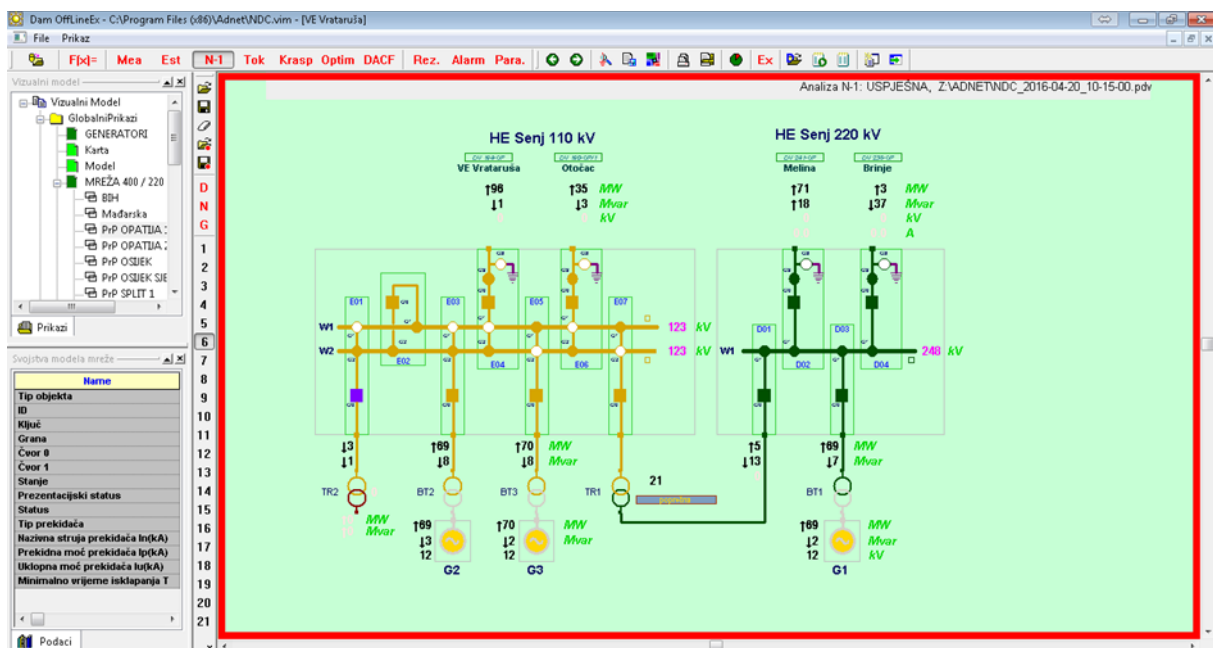 Dam OffLineEx - C:\Program Files (x86)\Adnet\NDC.vim - [VE Vrataruša]
File Prikaz
F(x)= Mea Est N-1 Tok Krasp Optim DACF Rez. Alarm Para. Ex
Vizualni model
Vizualni Model
GlobalniPrikazi
GENERATORI
Karta
Model
MREŽA 400 / 220
BIH
Mađarska
PrP OPATIJA 1
PrP OPATIJA 2
PrP OSIJEK
PrP OSIJEK SJE
PrP SPLIT 1
Prikazi
Svojstva modela mreže
Name
Tip objekta
ID
Ključ
Grana
Čvor 0
Čvor 1
Stanje
Prezentacijski status
Status
Tip prekidača
Nazivna struja prekidača In(kA)
Prekidna moć prekidača Ip(kA)
Uklopna moć prekidača Iu(kA)
Minimalno vrijeme isklapanja T
Podaci
D
N
G
1
2
3
4
5
6
7
8
9
10
11
12
13
14
15
16
17
18
19
20
21
Analiza N-1: USPJEŠNA, Z:\ADNET\NDC_2016-04-20_10-15-00.pdv
HE Senj 110 kV HE Senj 220 kV
VE Vrataruša Otočac Melina Brinje
↑96 ↑35 MW ↑71 ↑3 MW
↓1 ↓3 Mvar ↑18 ↓37 Mvar
kV kV
A
E01 E03 E05 E07
W1 123 kV D01 D03
W2 123 kV W1 248 kV
E02 E04 E06 D02 D04
↓3 ↑69 ↑70 MW ↑5 ↑69 MW
↓1 ↓8 ↓8 Mvar ↓13 ↓7 Mvar
21
TR2 BT2 BT3 TR1 poprečna BT1
MW ↑69 ↑70 MW ↑69 MW
Mvar ↓3 ↓2 Mvar ↓2 Mvar
12 12 12 kV
G2 G3 G1